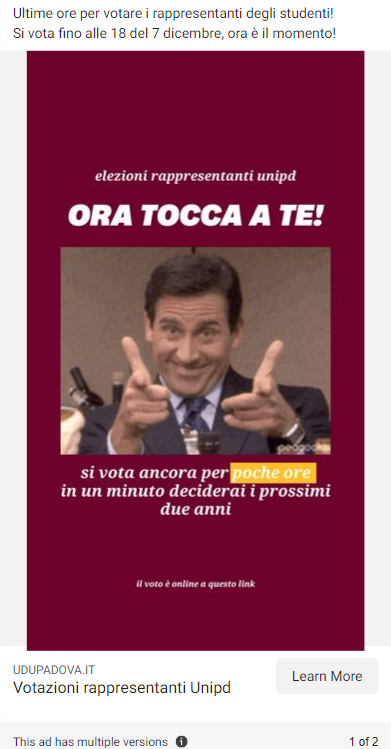 Ultime ore per votare i rappresentanti degli studenti!
Si vota fino alle 18 del 7 dicembre, ora è il momento!
elezioni rappresentanti unipd
ORA TOCCA A TE!
si vota ancora per poche ore
in un minuto deciderai i prossimi
due anni
il voto è online a questo link
UDUPADOVA.IT
Votazioni rappresentanti Unipd
Learn More
This ad has multiple versions
1 of 2